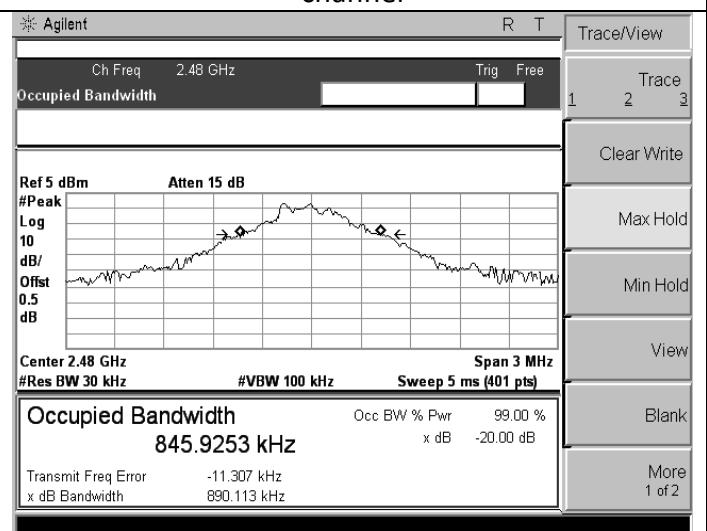 channel
Agilent R T
Trace/View
Ch Freq 2.48 GHz Trig Free
Occupied Bandwidth
Trace
1 2 3
Clear Write
Max Hold
Min Hold
View
Blank
More
1 of 2
Ref 5 dBm Atten 15 dB
#Peak
Log
10
dB/
Offst
0.5
dB
Center 2.48 GHz Span 3 MHz
#Res BW 30 kHz #VBW 100 kHz Sweep 5 ms (401 pts)
Occupied Bandwidth Occ BW % Pwr 99.00 %
845.9253 kHz x dB -20.00 dB
Transmit Freq Error -11.307 kHz
x dB Bandwidth 890.113 kHz